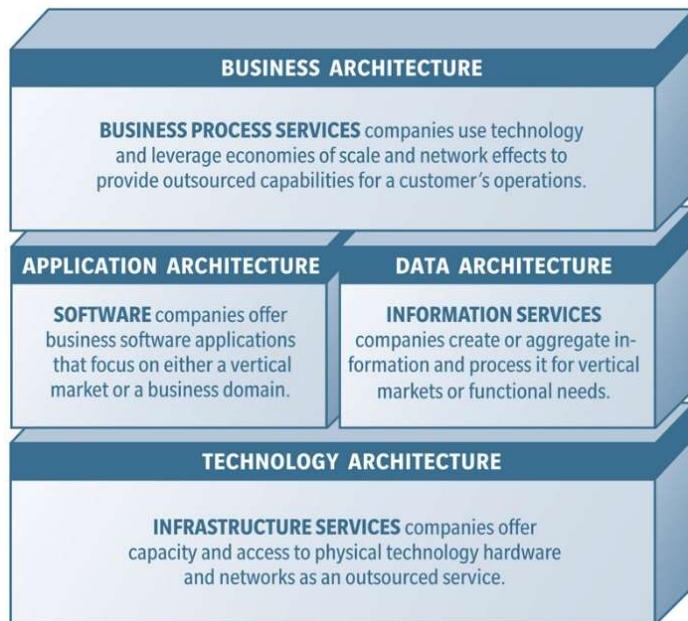 BUSINESS ARCHITECTURE
BUSINESS PROCESS SERVICES companies use technology
and leverage economies of scale and network effects to
provide outsourced capabilities for a customer's operations.
APPLICATION ARCHITECTURE
SOFTWARE companies offer
business software applications
that focus on either a vertical
market or a business domain.
DATA ARCHITECTURE
INFORMATION SERVICES
companies create or aggregate in-
formation and process it for vertical
markets or functional needs.
TECHNOLOGY ARCHITECTURE
INFRASTRUCTURE SERVICES companies offer
capacity and access to physical technology hardware
and networks as an outsourced service.